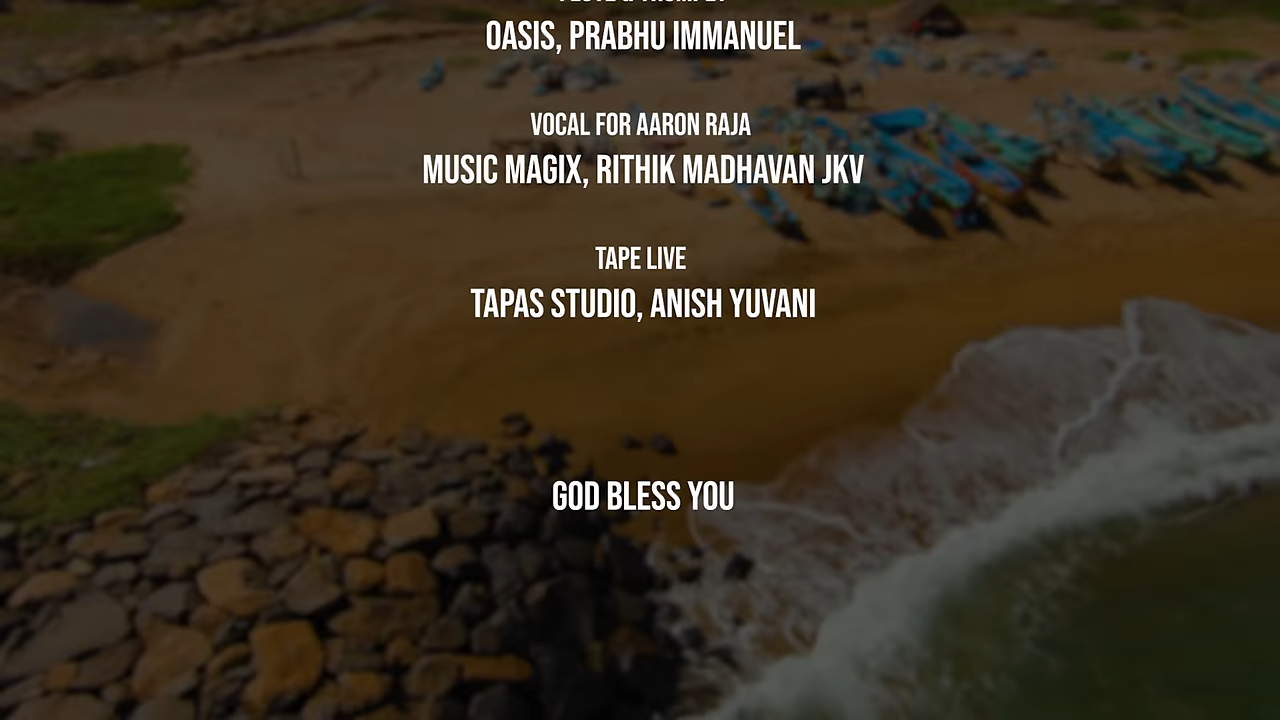 OASIS, PRABHU IMMANUEL
VOCAL FOR AARON RAJA
MUSIC MAGIX, RITHIK MADHAVAN JKV
TAPE LIVE
TAPAS STUDIO, ANISH YUVANI
GOD BLESS YOU